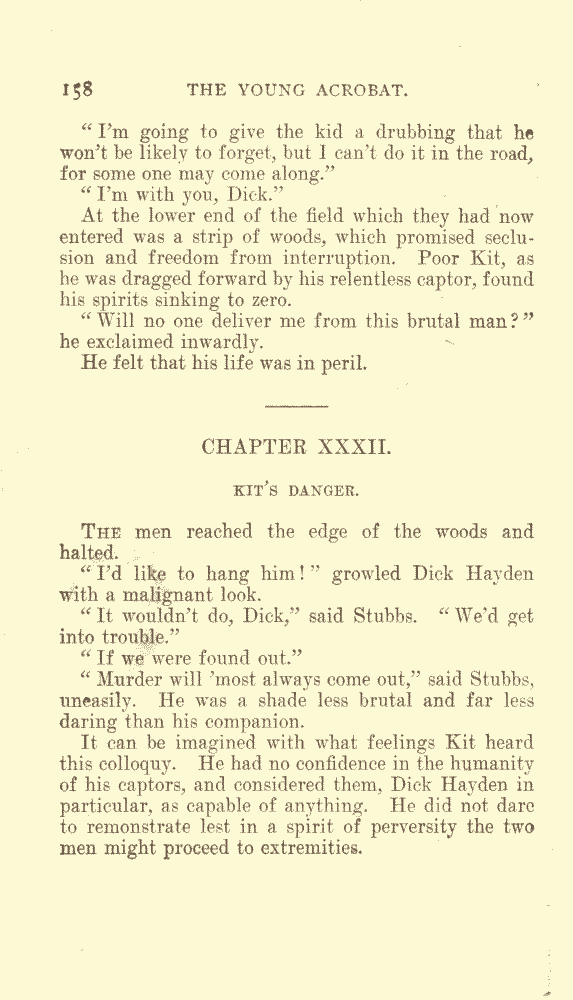 158 THE YOUNG ACROBAT.
“I'm going to give the kid a drubbing that he
won't be likely to forget, but I can't do it in the road,
for some one may come along.”
“I'm with you, Dick.”
At the lower end of the field which they had now
entered was a strip of woods, which promised seclu-
sion and freedom from interruption. Poor Kit, as
he was dragged forward by his relentless captor, found
his spirits sinking to zero.
“Will no one deliver me from this brutal man?”
he exclaimed inwardly.
He felt that his life was in peril.
CHAPTER XXXII.
KIT'S DANGER.
THE men reached the edge of the woods and
halted.
“I'd like to hang him!” growled Dick Hayden
with a malignant look.
“It wouldn't do, Dick,” said Stubbs. “We'd get
into trouble.”
“If we were found out.”
“Murder will 'most always come out,” said Stubbs,
uneasily. He was a shade less brutal and far less
daring than his companion.
It can be imagined with what feelings Kit heard
this colloquy. He had no confidence in the humanity
of his captors, and considered them, Dick Hayden in
particular, as capable of anything. He did not dare
to remonstrate lest in a spirit of perversity the two
men might proceed to extremities.